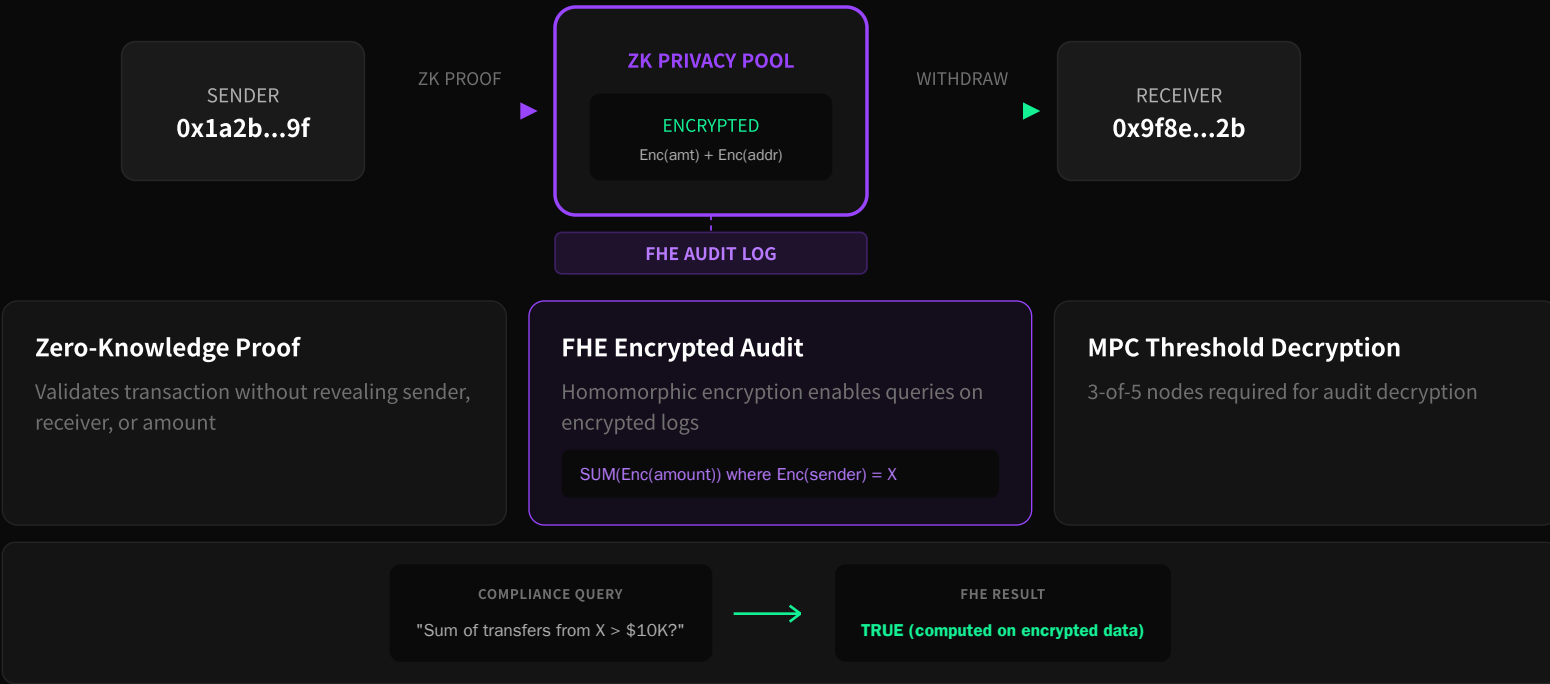 SENDER
0x1a2b...9f
ZK PROOF
ZK PRIVACY POOL
ENCRYPTED
Enc(amt) + Enc(addr)
WITHDRAW
RECEIVER
0x9f8e...2b
FHE AUDIT LOG
Zero-Knowledge Proof
Validates transaction without revealing sender,
receiver, or amount
FHE Encrypted Audit
Homomorphic encryption enables queries on
encrypted logs
SUM(Enc(amount)) where Enc(sender) = X
MPC Threshold Decryption
3-of-5 nodes required for audit decryption
COMPLIANCE QUERY
"Sum of transfers from X > $10K?"
FHE RESULT
TRUE (computed on encrypted data)